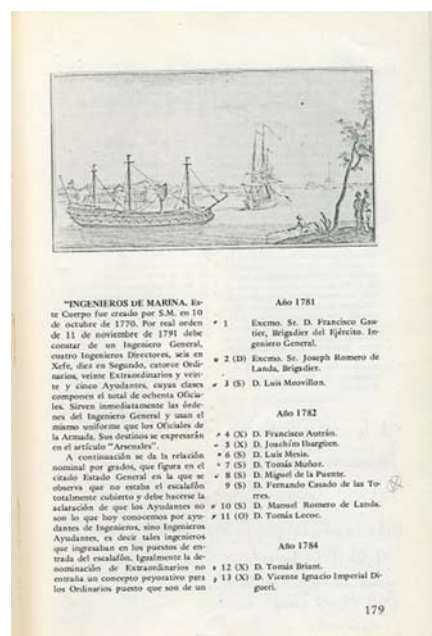 "INGENIEROS DE MARINA. Es-
te Cuerpo fue creado por S.M. en 10
de octubre de 1770. Por real orden
de 11 de noviembre de 1791 debe
constar de un Ingeniero General,
cuatro Ingenieros Directores, seis en
Xefe, diez en Segundo, catorce Ordi-
narios, veinte Extraordinarios y vein-
te y cinco Ayudantes, cuyas clases
componen el total de ochenta Oficia-
les. Sirven inmediatamente las órde-
nes del Ingeniero General y usan el
mismo uniforme que los Oficiales de
la Armada. Sus destinos se expresarán
en el artículo "Arsenales".
A continuación se da la relación
nominal por grados, que figura en el
citado Estado General en la que se
observa que no estaba el escalafón
totalmente cubierto y debe hacerse la
aclaración de que los Ayudantes no
son lo que hoy conocemos por ayu-
dantes de Ingenieros, sino Ingenieros
Ayudantes, es decir tales ingenieros
que ingresaban en los puestos de en-
trada del escalafón. Igualmente la de-
nominación de Extraordinarios no
entraña un concepto peyorativo para
los Ordinarios puesto que son de un
Año 1781
1 Excmo. Sr. D. Francisco Gau-
tier, Brigadier del Ejército. In-
geniero General.
2 (D) Excmo. Sr. Joseph Romero de
Landa, Brigadier.
3 (S) D. Luis Meovillon.
Año 1782
4 (X) D. Francisco Autrán.
5 (X) D. Joachím Ibargüen.
6 (S) D. Luis Mesía.
7 (S) D. Tomás Muñoz.
8 (S) D. Miguel de la Puente.
9 (S) D. Fernando Casado de las To-
rres.
10 (S) D. Manuel Romero de Landa.
11 (O) D. Tomás Lecoc.
Año 1784
12 (X) D. Tomás Briant.
13 (X) D. Vicente Ignacio Imperial Di-
gueri.
179